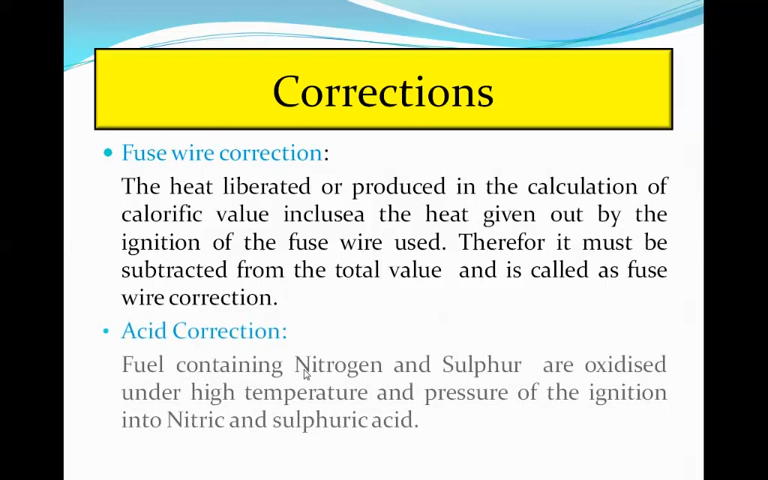 Corrections
• Fuse wire correction:
The heat liberated or produced in the calculation of
calorific value inclusea the heat given out by the
ignition of the fuse wire used. Therefor it must be
subtracted from the total value and is called as fuse
wire correction.
• Acid Correction:
Fuel containing Nitrogen and Sulphur are oxidised
under high temperature and pressure of the ignition
into Nitric and sulphuric acid.